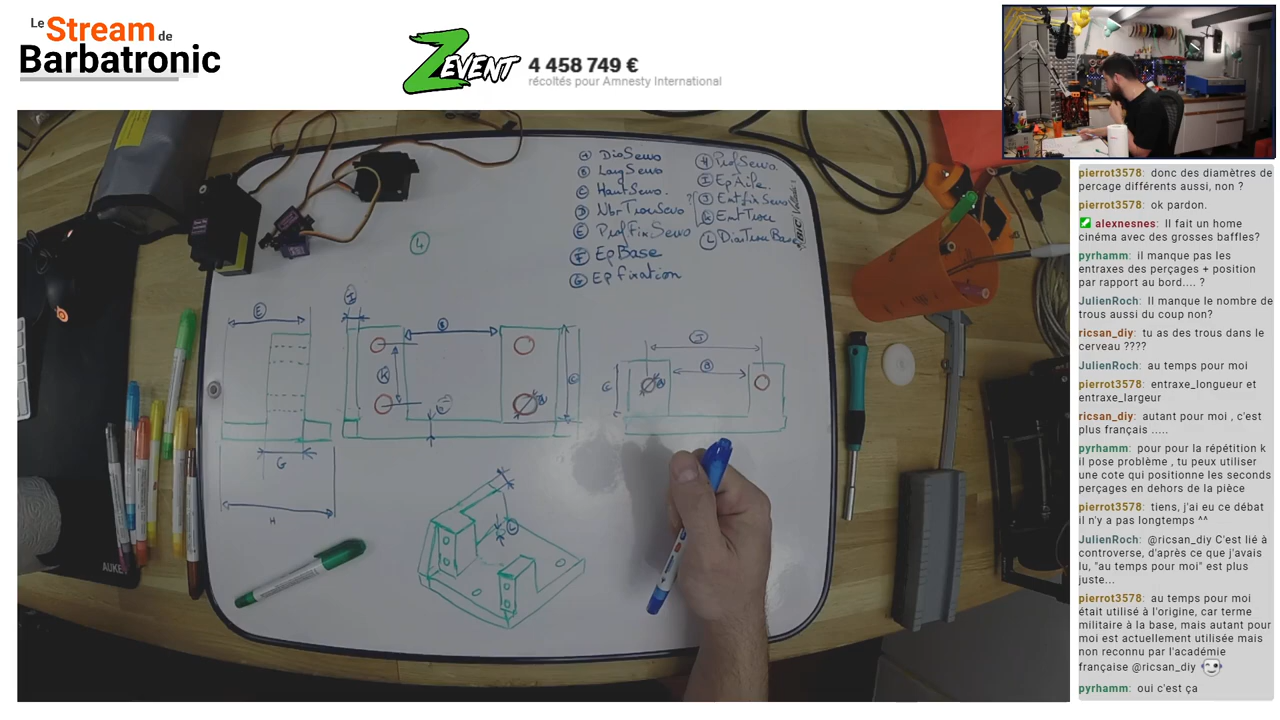 Le Stream de
Barbatronic
ZEVENT
4 458 749 €
récoltés pour Amnesty International
A DiaServo
B LargServo
C HautServo.
D NbrTrouServo ?
E ProfFixServo
F EpBase
G EpFixation
H ProfServo.
I EpAile.
J EntFixServo
K EntTrou
L DiaTrouBase
4
E
I
B
K
C
F
A
G
H
J
B
C
A
L
AUKEY
pierrot3578: donc des diamètres de
percage différents aussi, non ?
pierrot3578: ok pardon.
alexnesnes: Il fait un home
cinéma avec des grosses baffles?
pyrhamm: il manque pas les
entraxes des perçages + position
par rapport au bord.... ?
JulienRoch: Il manque le nombre de
trous aussi du coup non?
ricsan_diy: tu as des trous dans le
cerveau ????
JulienRoch: au temps pour moi
pierrot3578: entraxe_longueur et
entraxe_largeur
ricsan_diy: autant pour moi , c'est
plus français .....
pyrhamm: pour pour la répétition k
il pose problème , tu peux utiliser
une cote qui positionne les seconds
perçages en dehors de la pièce
pierrot3578: tiens, j'ai eu ce débat
il n'y a pas longtemps ^^
JulienRoch: @ricsan_diy C'est lié à
controverse, d'après ce que j'avais
lu, "au temps pour moi" est plus
juste...
pierrot3578: au temps pour moi
était utilisé à l'origine, car terme
militaire à la base, mais autant pour
moi est actuellement utilisée mais
non reconnu par l'académie
française @ricsan_diy
pyrhamm: oui c'est ça